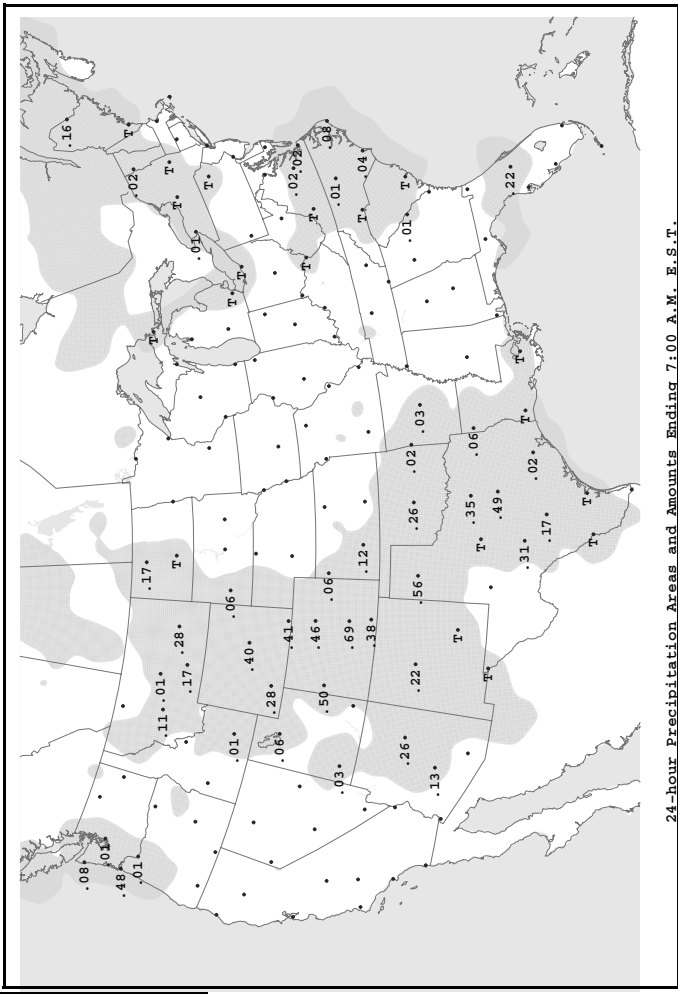 .16
.08
.01
.48
T
.02
.01
.17
T
.01
.11
T
T
T
.28
.17
.01
T
.06
T
.01
T
.40
.28
.06
.41
.02
.02
T
T
.46
.50
.08
.06
.01
.03
.69
T
.04
.12
.38
T
.26
.01
.02
.26
.22
.56
.03
.13
T
.35
.06
T
T
.49
.22
T
.31
T
.02
.17
T
T
24-hour Precipitation Areas and Amounts Ending 7:00 A.M. E.S.T.